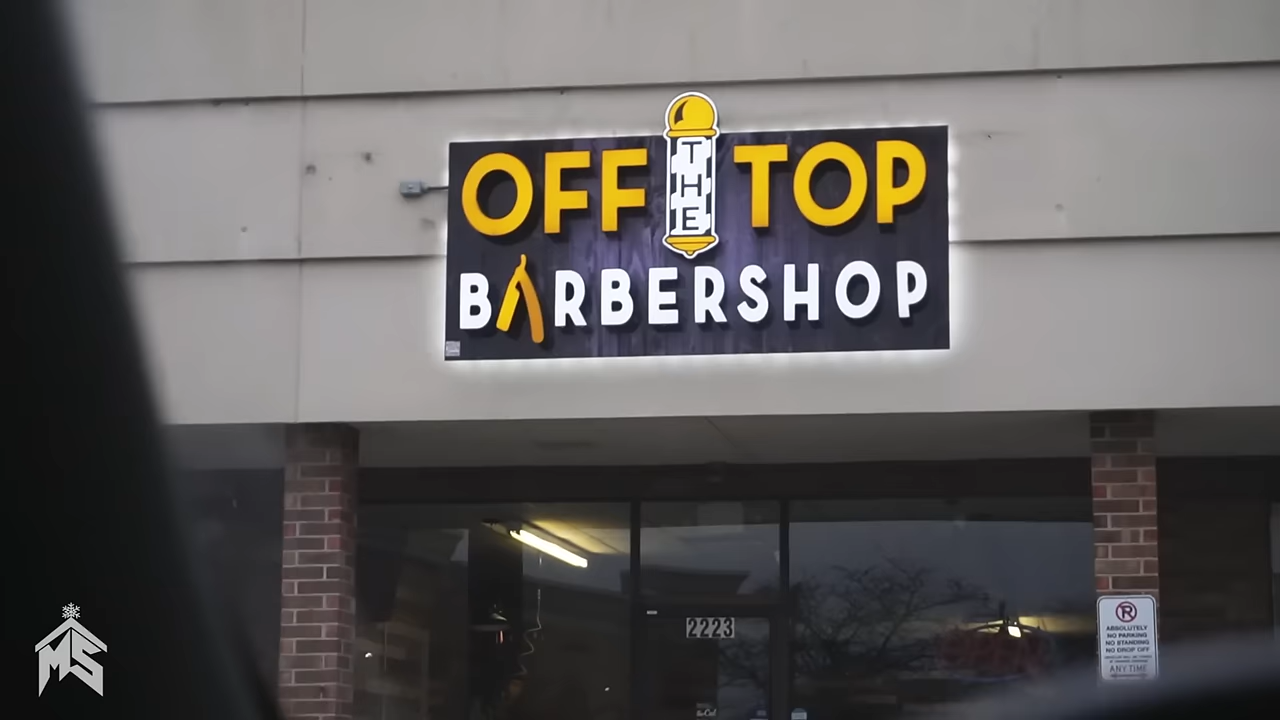 OFF THE TOP
BARBERSHOP
2223
ABSOLUTELY
NO PARKING
NO STANDING
NO DROP OFF
ANY TIME
MS